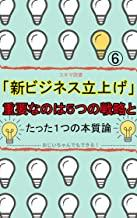 スキマ読書
⑥
「新ビジネス立上げ」
重要なのは5つの戦略と
たった1つの本質論
おじいちゃんでもできる！